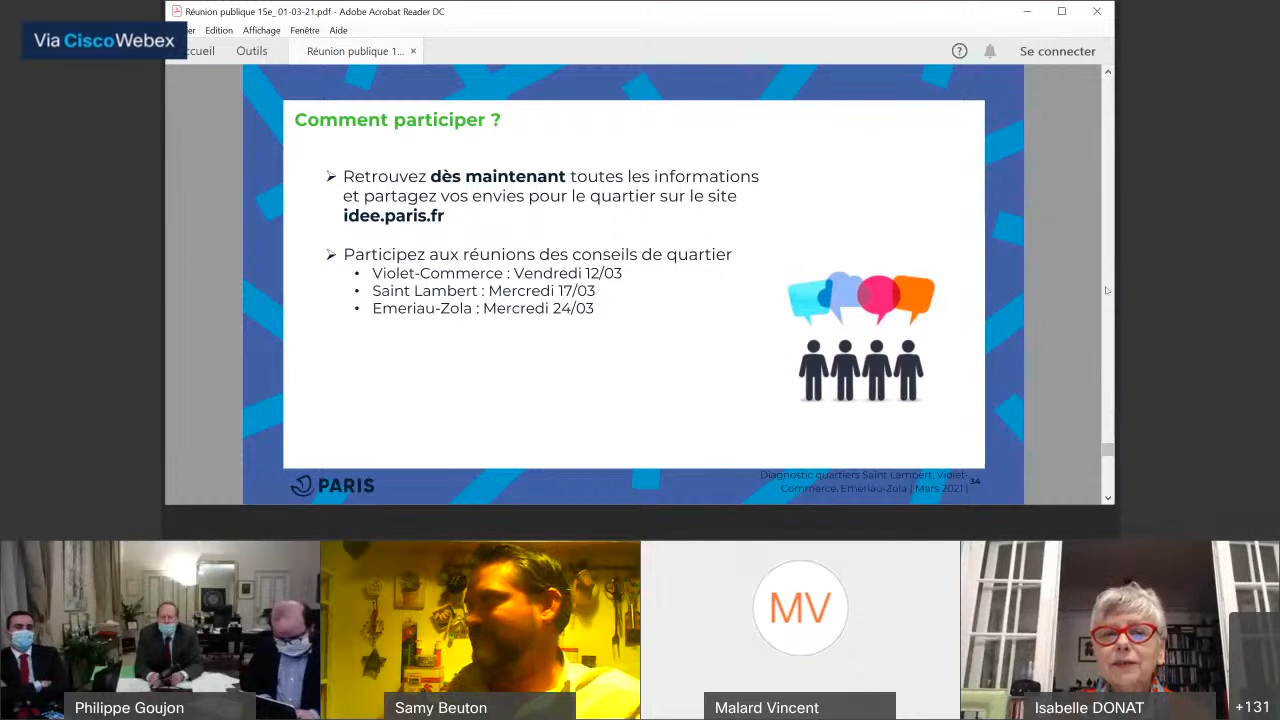 Réunion publique 15e_ 01-03-21.pdf - Adobe Acrobat Reader DC
Edition Affichage Fenêtre Aide
Via CiscoWebex
Outils Réunion publique 1... × Se connecter
Comment participer ?
Retrouvez dès maintenant toutes les informations
et partagez vos envies pour le quartier sur le site
idee.paris.fr
Participez aux réunions des conseils de quartier
• Violet-Commerce : Vendredi 12/03
• Saint Lambert : Mercredi 17/03
• Emeriau-Zola : Mercredi 24/03
PARIS
Diagnostic quartiers Saint Lambert, Violet-
Commerce, Emeriau-Zola | Mars 2021 | 34
MV
Philippe Goujon
Samy Beuton
Malard Vincent
Isabelle DONAT
+131